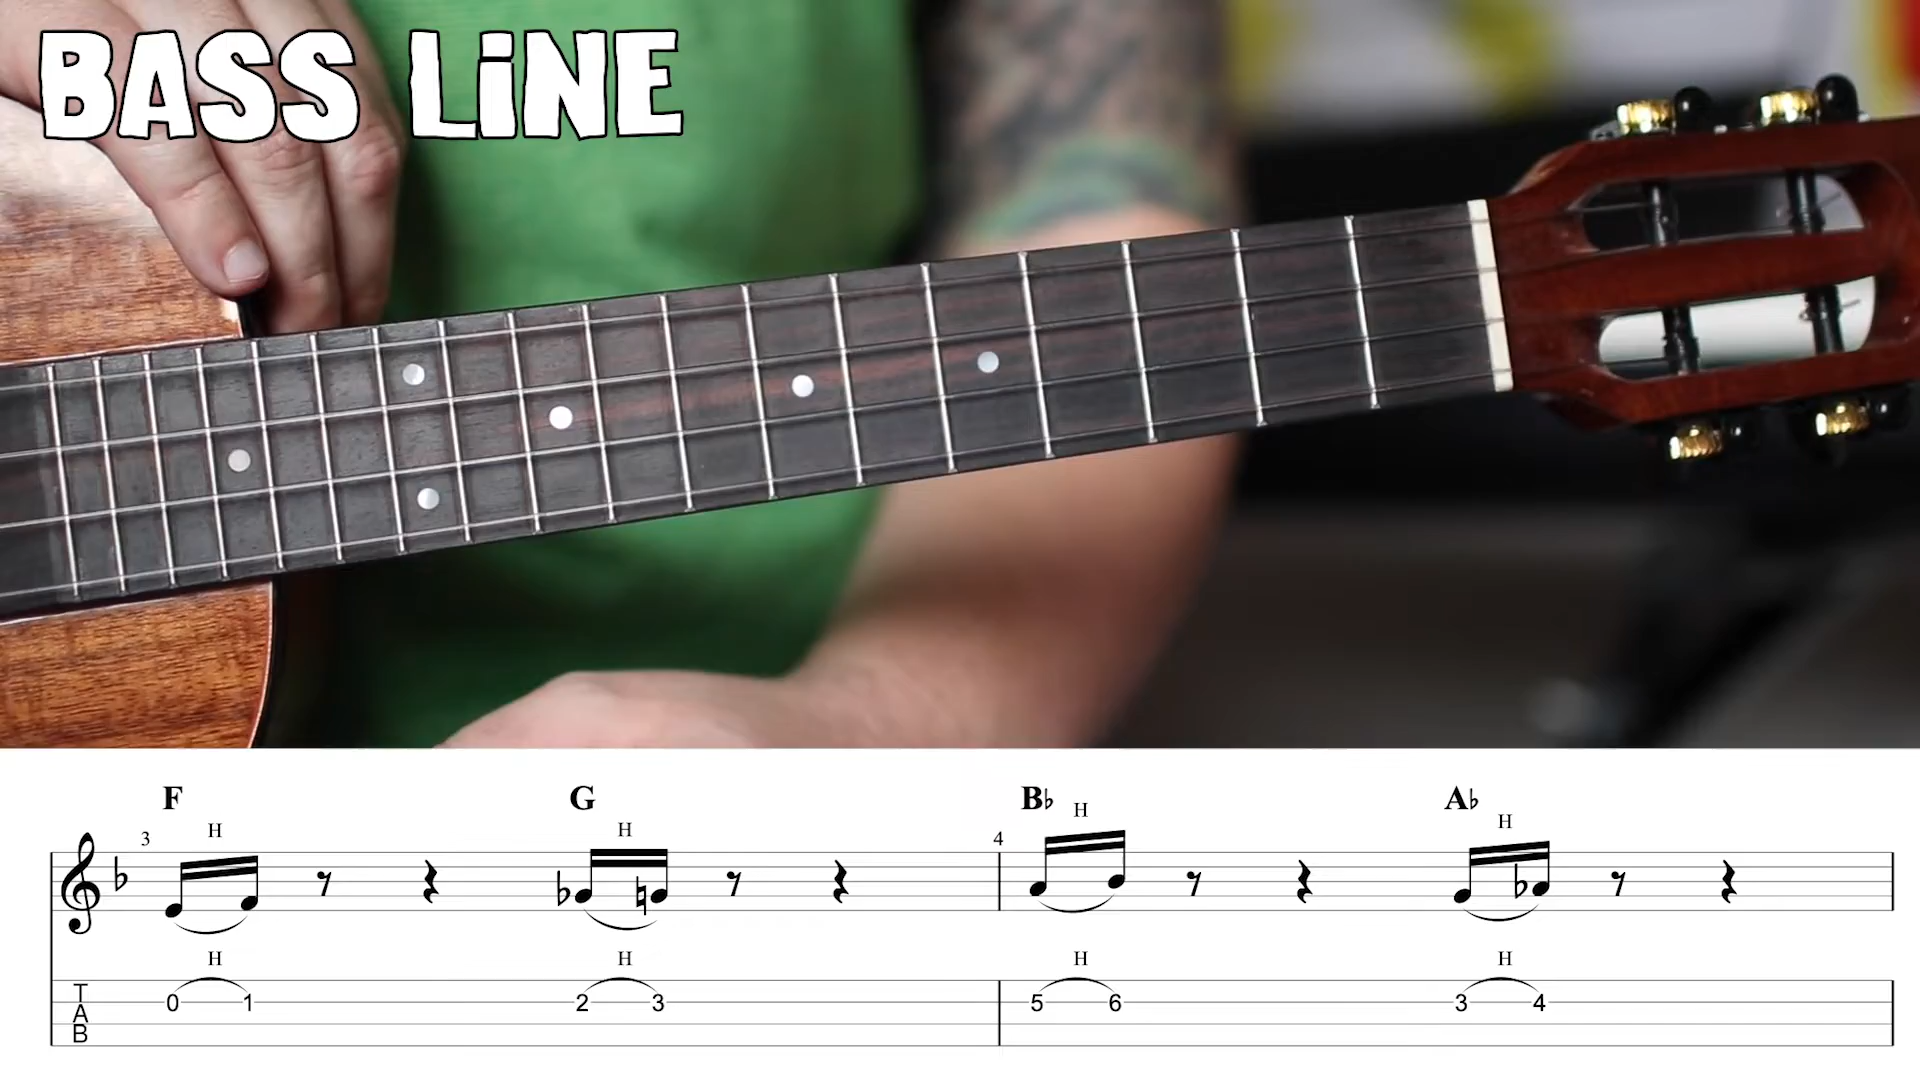 BASS LiNE
F G B♭ A♭
H H H H
3 4
H H H H
T 0 1 2 3 5 6 3 4
A
B